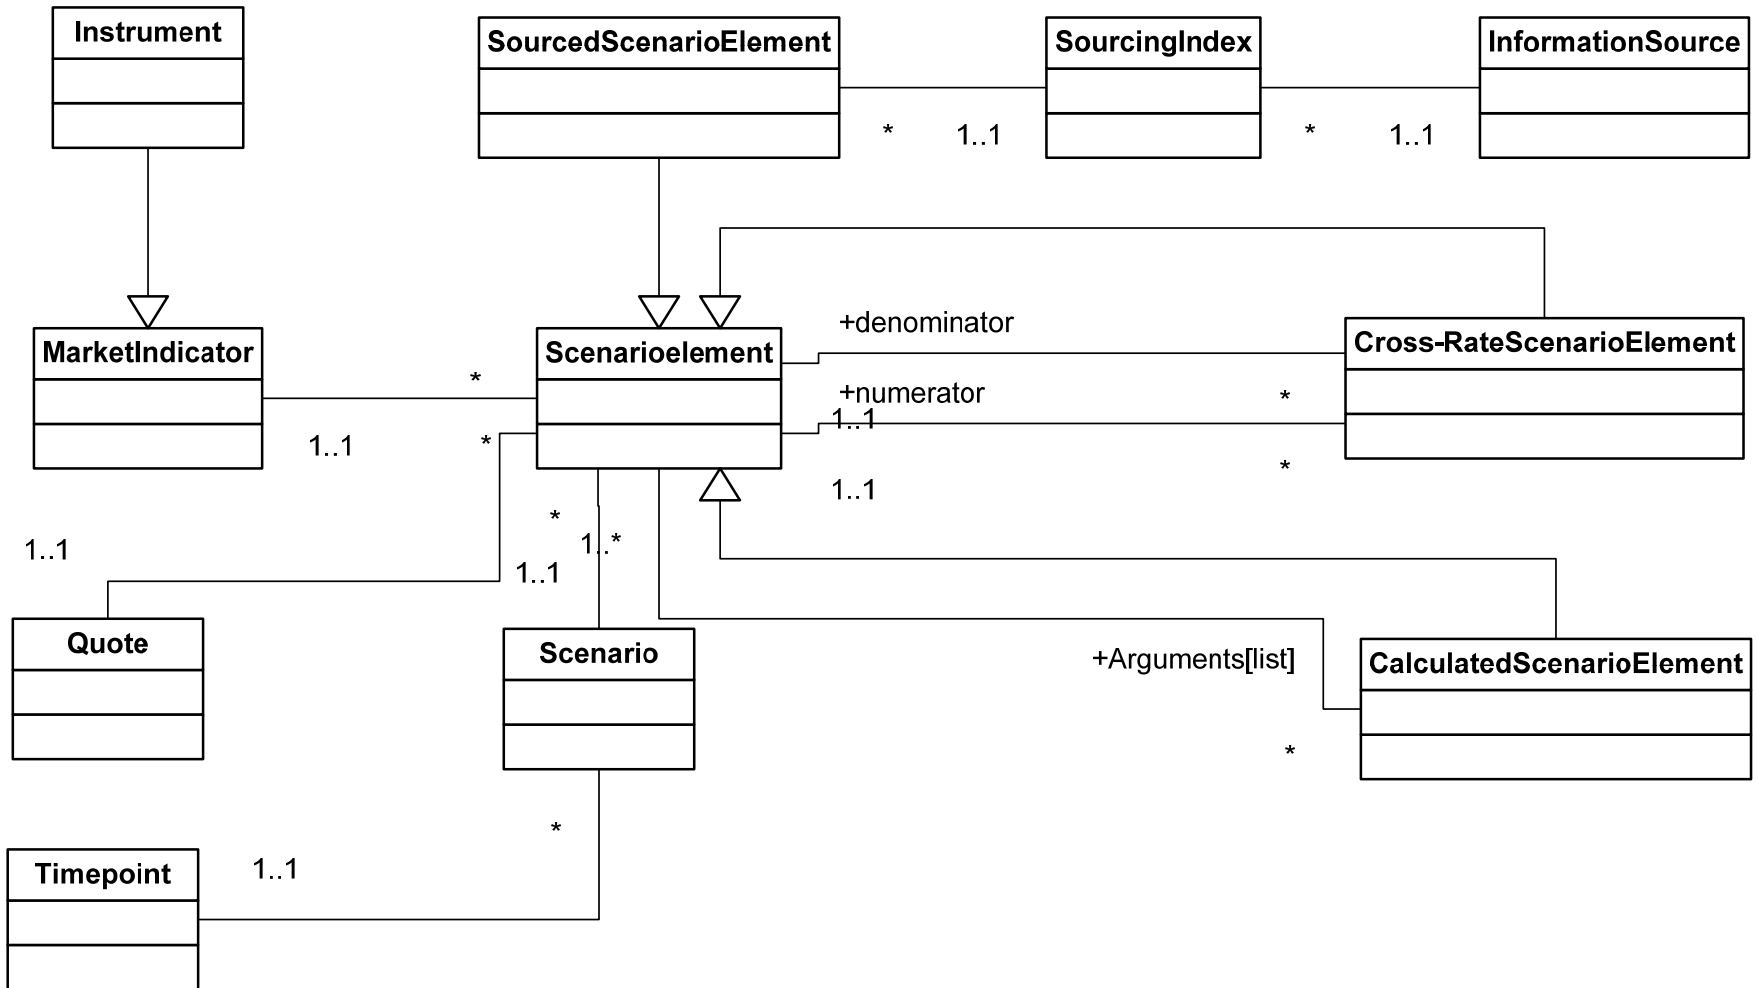 Instrument
SourcedScenarioElement
SourcingIndex
InformationSource
* 1..1 * 1..1
+denominator
MarketIndicator
Scenarioelement
Cross-RateScenarioElement
*
+numerator
*
1..1
1..1
*
*
1..1
*
1..*
1..1
1..1
Quote
Scenario
+Arguments[list]
CalculatedScenarioElement
*
*
Timepoint
1..1